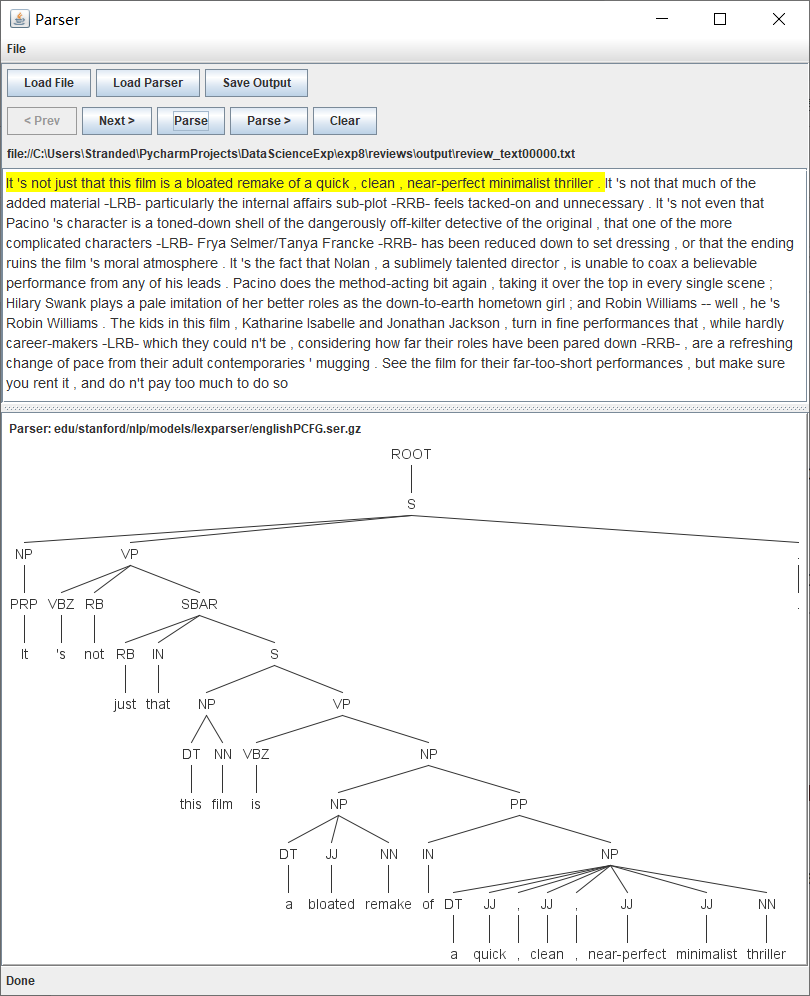 Parser
File
Load File Load Parser Save Output
< Prev Next > Parse Parse > Clear
file://C:\Users\Stranded\PycharmProjects\DataScienceExp\exp8\reviews\output\review_text00000.txt
It 's not just that this film is a bloated remake of a quick , clean , near-perfect minimalist thriller . It 's not that much of the
added material -LRB- particularly the internal affairs sub-plot -RRB- feels tacked-on and unnecessary . It 's not even that
Pacino 's character is a toned-down shell of the dangerously off-kilter detective of the original , that one of the more
complicated characters -LRB- Frya Selmer/Tanya Francke -RRB- has been reduced down to set dressing , or that the ending
ruins the film 's moral atmosphere . It 's the fact that Nolan , a sublimely talented director , is unable to coax a believable
performance from any of his leads . Pacino does the method-acting bit again , taking it over the top in every single scene ;
Hilary Swank plays a pale imitation of her better roles as the down-to-earth hometown girl ; and Robin Williams -- well , he 's
Robin Williams . The kids in this film , Katharine Isabelle and Jonathan Jackson , turn in fine performances that , while hardly
career-makers -LRB- which they could n't be , considering how far their roles have been pared down -RRB- , are a refreshing
change of pace from their adult contemporaries ' mugging . See the film for their far-too-short performances , but make sure
you rent it , and do n't pay too much to do so
Parser: edu/stanford/nlp/models/lexparser/englishPCFG.ser.gz
ROOT
S
NP VP .
PRP VBZ RB SBAR .
It 's not RB IN S
just that NP VP
DT NN VBZ NP
this film is NP PP
DT JJ NN IN NP
a bloated remake of DT JJ , JJ , JJ JJ NN
a quick , clean , near-perfect minimalist thriller
Done